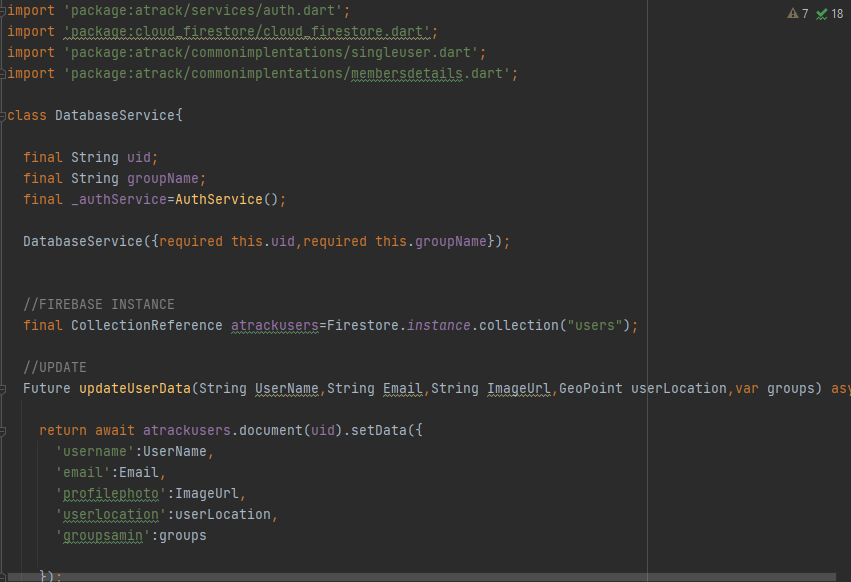 import 'package:atrack/services/auth.dart';
7 18
import 'package:cloud_firestore/cloud_firestore.dart';
import 'package:atrack/commonimplentations/singleuser.dart';
import 'package:atrack/commonimplentations/membersdetails.dart';
class DatabaseService{
final String uid;
final String groupName;
final _authService=AuthService();
DatabaseService({required this.uid,required this.groupName});
//FIREBASE INSTANCE
final CollectionReference atrackusers=Firestore.instance.collection("users");
//UPDATE
Future updateUserData(String UserName,String Email,String ImageUrl,GeoPoint userLocation,var groups) asy
return await atrackusers.document(uid).setData({
'username':UserName,
'email':Email,
'profilephoto':ImageUrl,
'userlocation':userLocation,
'groupsamin':groups
});